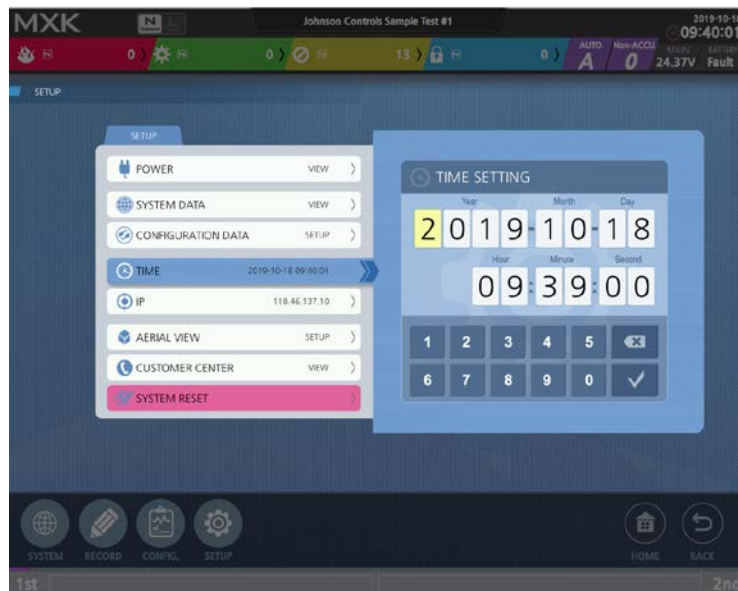 MXK N L Johnson Controls Sample Test #1 2019-10-18
09:40:01
0 0 13 0 AUTO A Non-ACCU. 0 MAIN 24.37V BATTERY Fault
SETUP
SETUP
POWER VIEW
SYSTEM DATA VIEW
CONFIGURATION DATA SETUP
TIME 2019-10-18 09:40:01
IP 118.46.137.10
AERIAL VIEW SETUP
CUSTOMER CENTER VIEW
SYSTEM RESET
TIME SETTING
Year Month Day
2019-10-18
Hour Minute Second
09:39:00
1 2 3 4 5
6 7 8 9 0
SYSTEM RECORD CONFIG. SETUP HOME BACK
1st 2nd